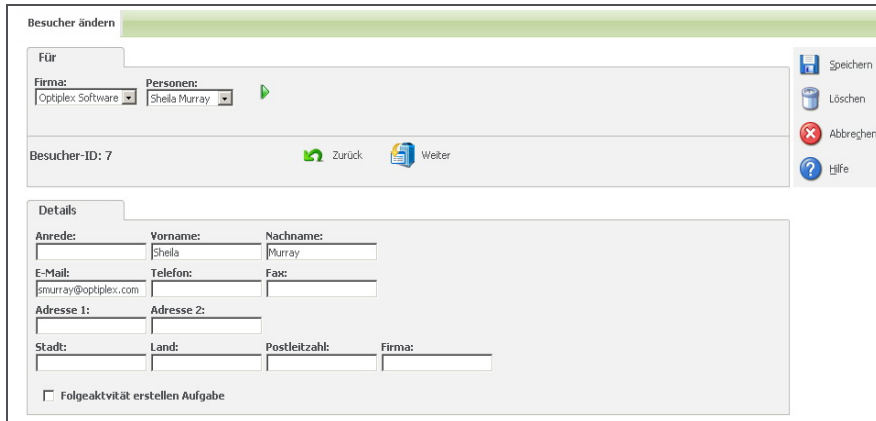 Besucher ändern
Für
Firma: Personen:
Optiplex Software Sheila Murray
Besucher-ID: 7 Zurück Weiter
Speichern
Löschen
Abbrechen
Hilfe
Details
Anrede: Vorname: Nachname:
Sheila Murray
E-Mail: Telefon: Fax:
smurray@optiplex.com
Adresse 1: Adresse 2:
Stadt: Land: Postleitzahl: Firma:
Folgeaktvität erstellen Aufgabe